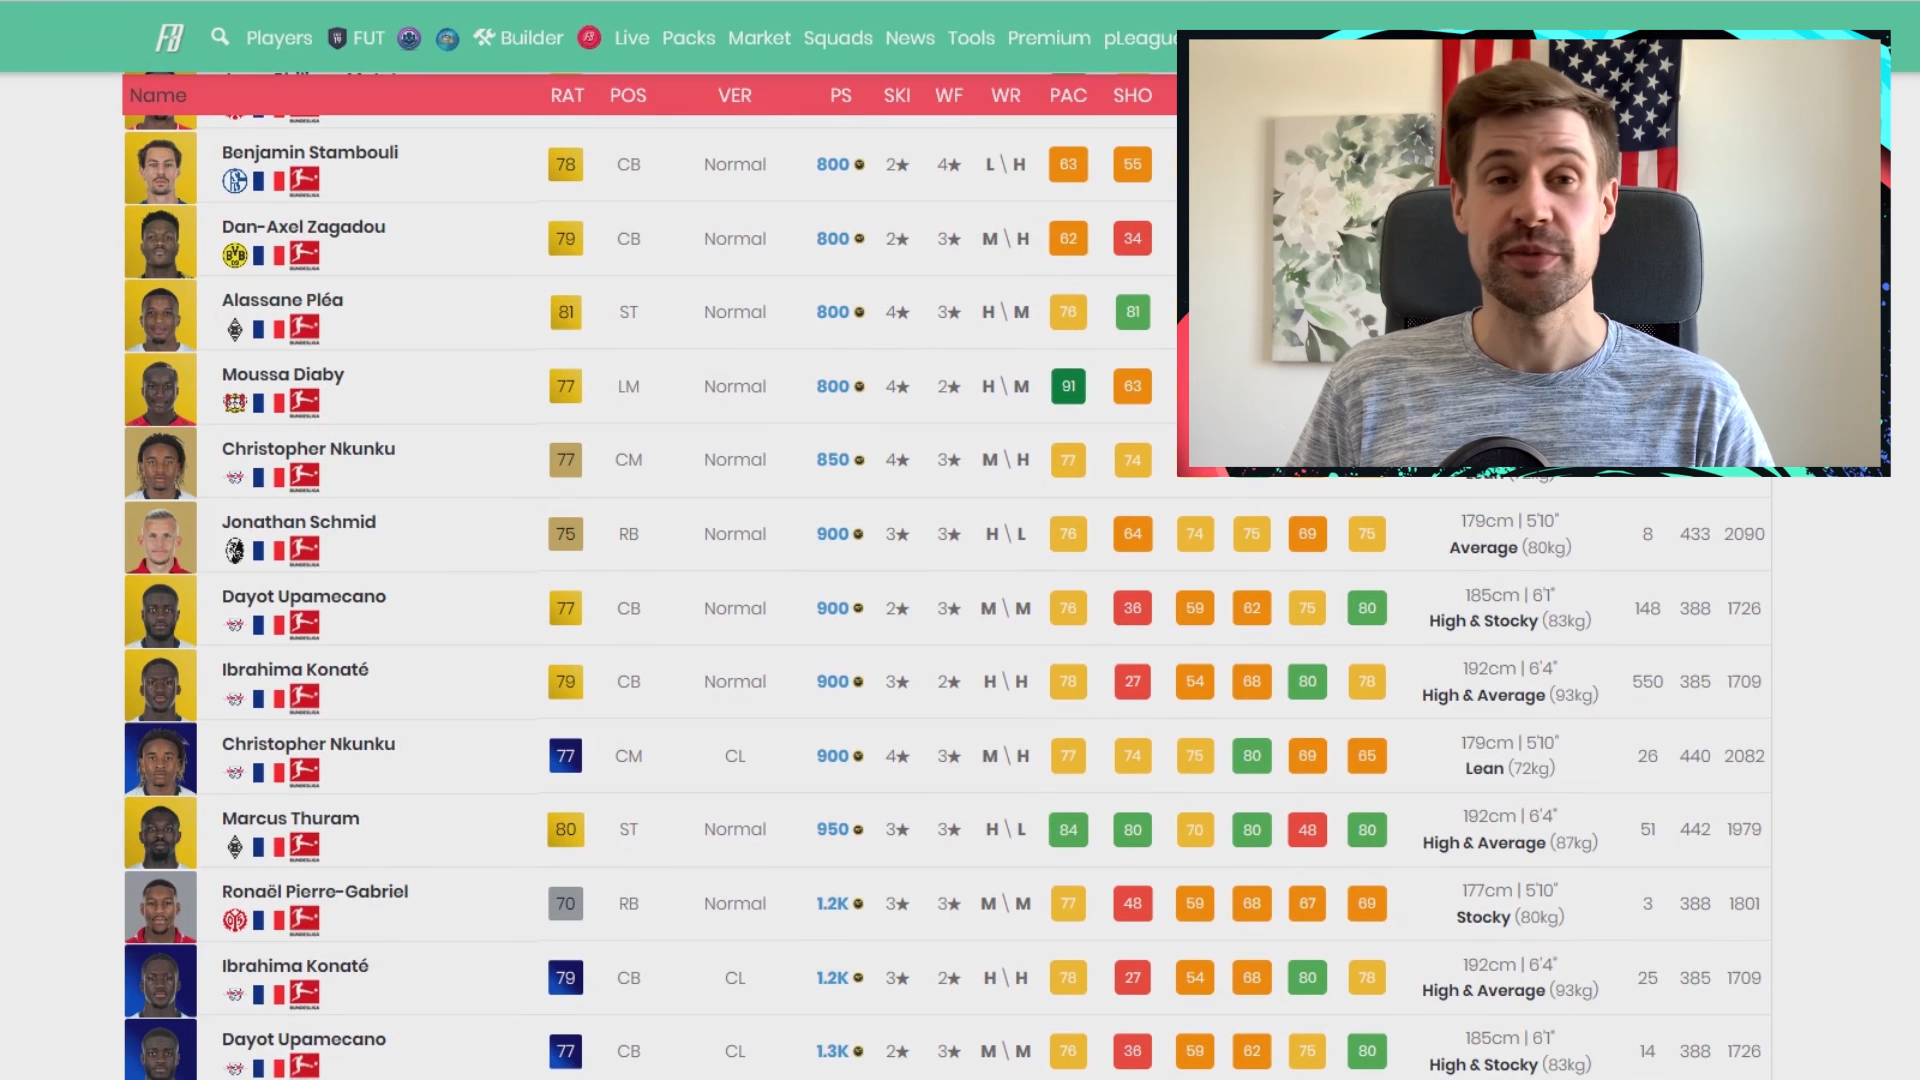 Players FUT Builder Live Packs Market Squads News Tools Premium
Name RAT POS VER PS SKI WF WR PAC SHO
Benjamin Stambouli 78 CB Normal 800 2★ 4★ L \ H 63 55
Dan-Axel Zagadou 79 CB Normal 800 2★ 3★ M \ H 62 34
Alassane Pléa 81 ST Normal 800 4★ 3★ H \ M 76 81
Moussa Diaby 77 LM Normal 800 4★ 2★ H \ M 91 63
Christopher Nkunku 77 CM Normal 850 4★ 3★ M \ H 77 74
Jonathan Schmid 75 RB Normal 900 3★ 3★ H \ L 76 64 74 75 69 75 179cm | 5'10" 8 433 2090
Average (80kg)
Dayot Upamecano 77 CB Normal 900 2★ 3★ M \ M 76 36 59 62 75 80 185cm | 6'1" 148 388 1726
High & Stocky (83kg)
Ibrahima Konaté 79 CB Normal 900 3★ 2★ H \ H 78 27 54 68 80 78 192cm | 6'4" 550 385 1709
High & Average (93kg)
Christopher Nkunku 77 CM CL 900 4★ 3★ M \ H 77 74 75 80 69 65 179cm | 5'10" 26 440 2082
Lean (72kg)
Marcus Thuram 80 ST Normal 950 3★ 3★ H \ L 84 80 70 80 48 80 192cm | 6'4" 51 442 1979
High & Average (87kg)
Ronaël Pierre-Gabriel 70 RB Normal 1.2K 3★ 3★ M \ M 77 48 59 68 67 69 177cm | 5'10" 3 388 1801
Stocky (80kg)
Ibrahima Konaté 79 CB CL 1.2K 3★ 2★ H \ H 78 27 54 68 80 78 192cm | 6'4" 25 385 1709
High & Average (93kg)
Dayot Upamecano 77 CB CL 1.3K 2★ 3★ M \ M 76 36 59 62 75 80 185cm | 6'1" 14 388 1726
High & Stocky (83kg)